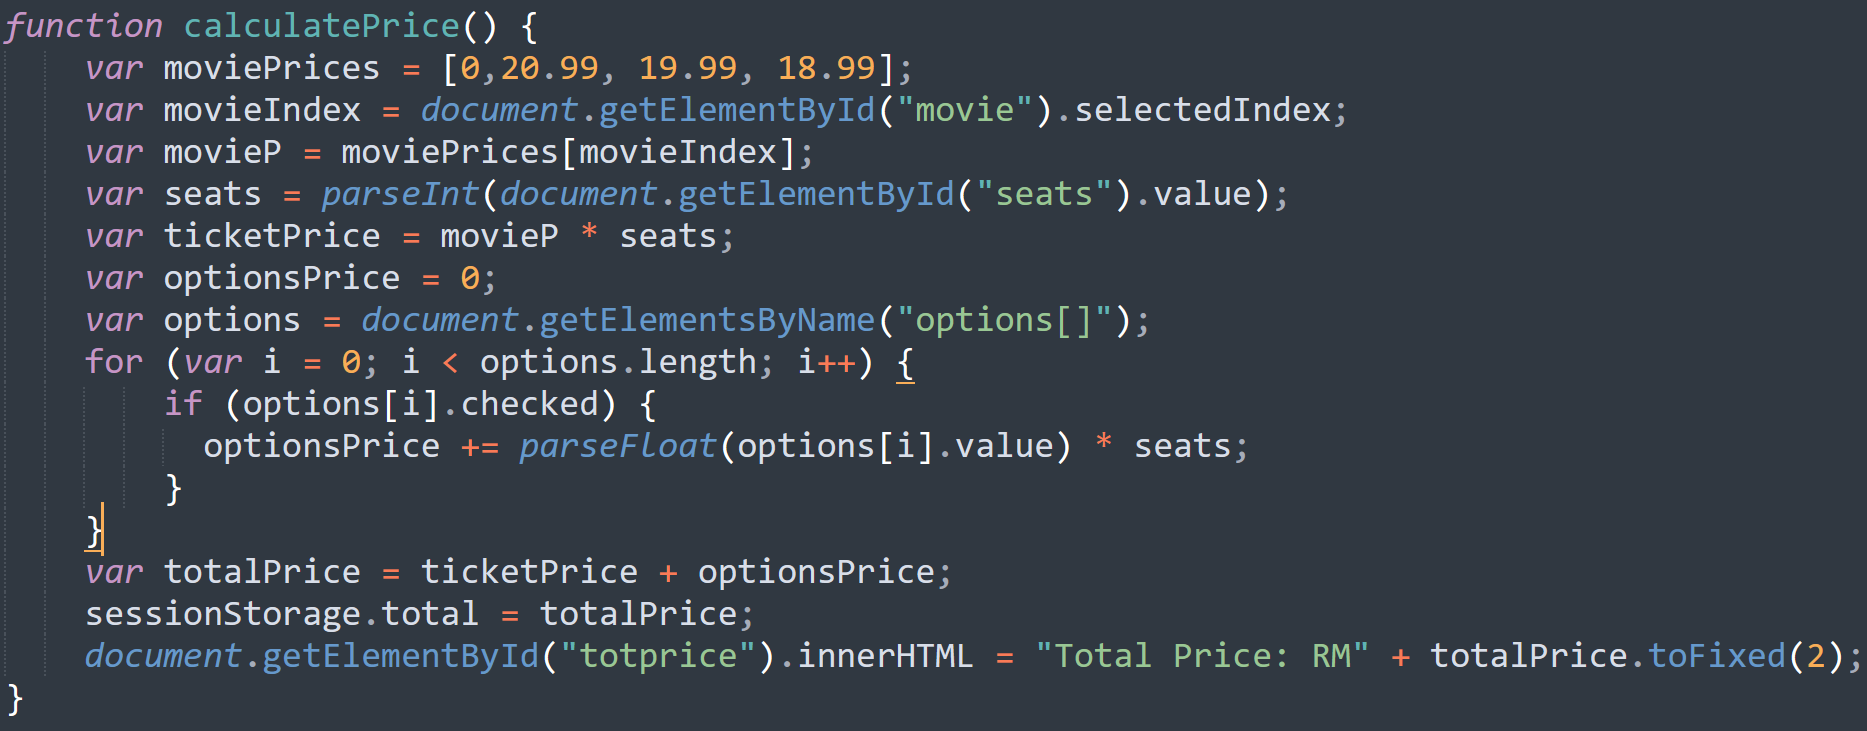 function calculatePrice() {
    var moviePrices = [0,20.99, 19.99, 18.99];
    var movieIndex = document.getElementById("movie").selectedIndex;
    var movieP = moviePrices[movieIndex];
    var seats = parseInt(document.getElementById("seats").value);
    var ticketPrice = movieP * seats;
    var optionsPrice = 0;
    var options = document.getElementsByName("options[]");
    for (var i = 0; i < options.length; i++) {
        if (options[i].checked) {
          optionsPrice += parseFloat(options[i].value) * seats;
        }
    }
    var totalPrice = ticketPrice + optionsPrice;
    sessionStorage.total = totalPrice;
    document.getElementById("totprice").innerHTML = "Total Price: RM" + totalPrice.toFixed(2);
}